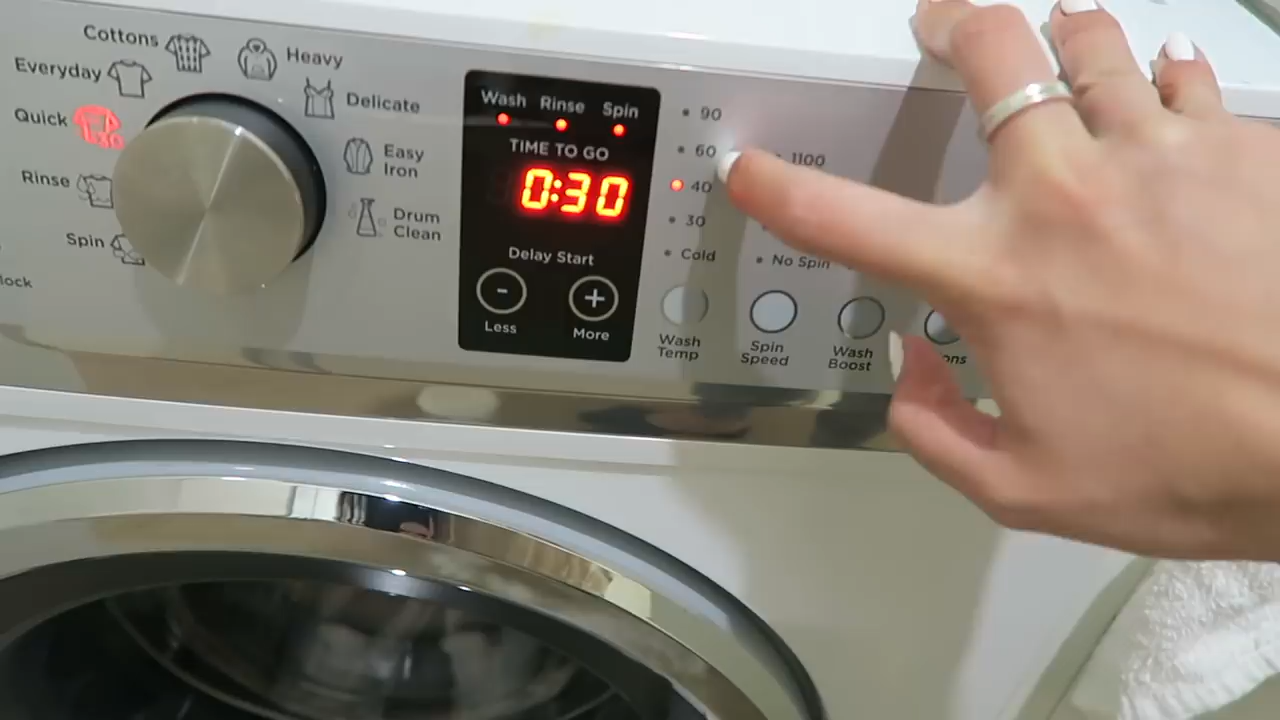 Cottons
Heavy
Everyday
Delicate
Quick
Easy
Iron
Rinse
Drum
Clean
Spin
lock
Wash Rinse Spin
TIME TO GO
0:30
Delay Start
- +
Less More
90
60
40
30
Cold
1100
No Spin
Wash
Temp
Spin
Speed
Wash
Boost
ons